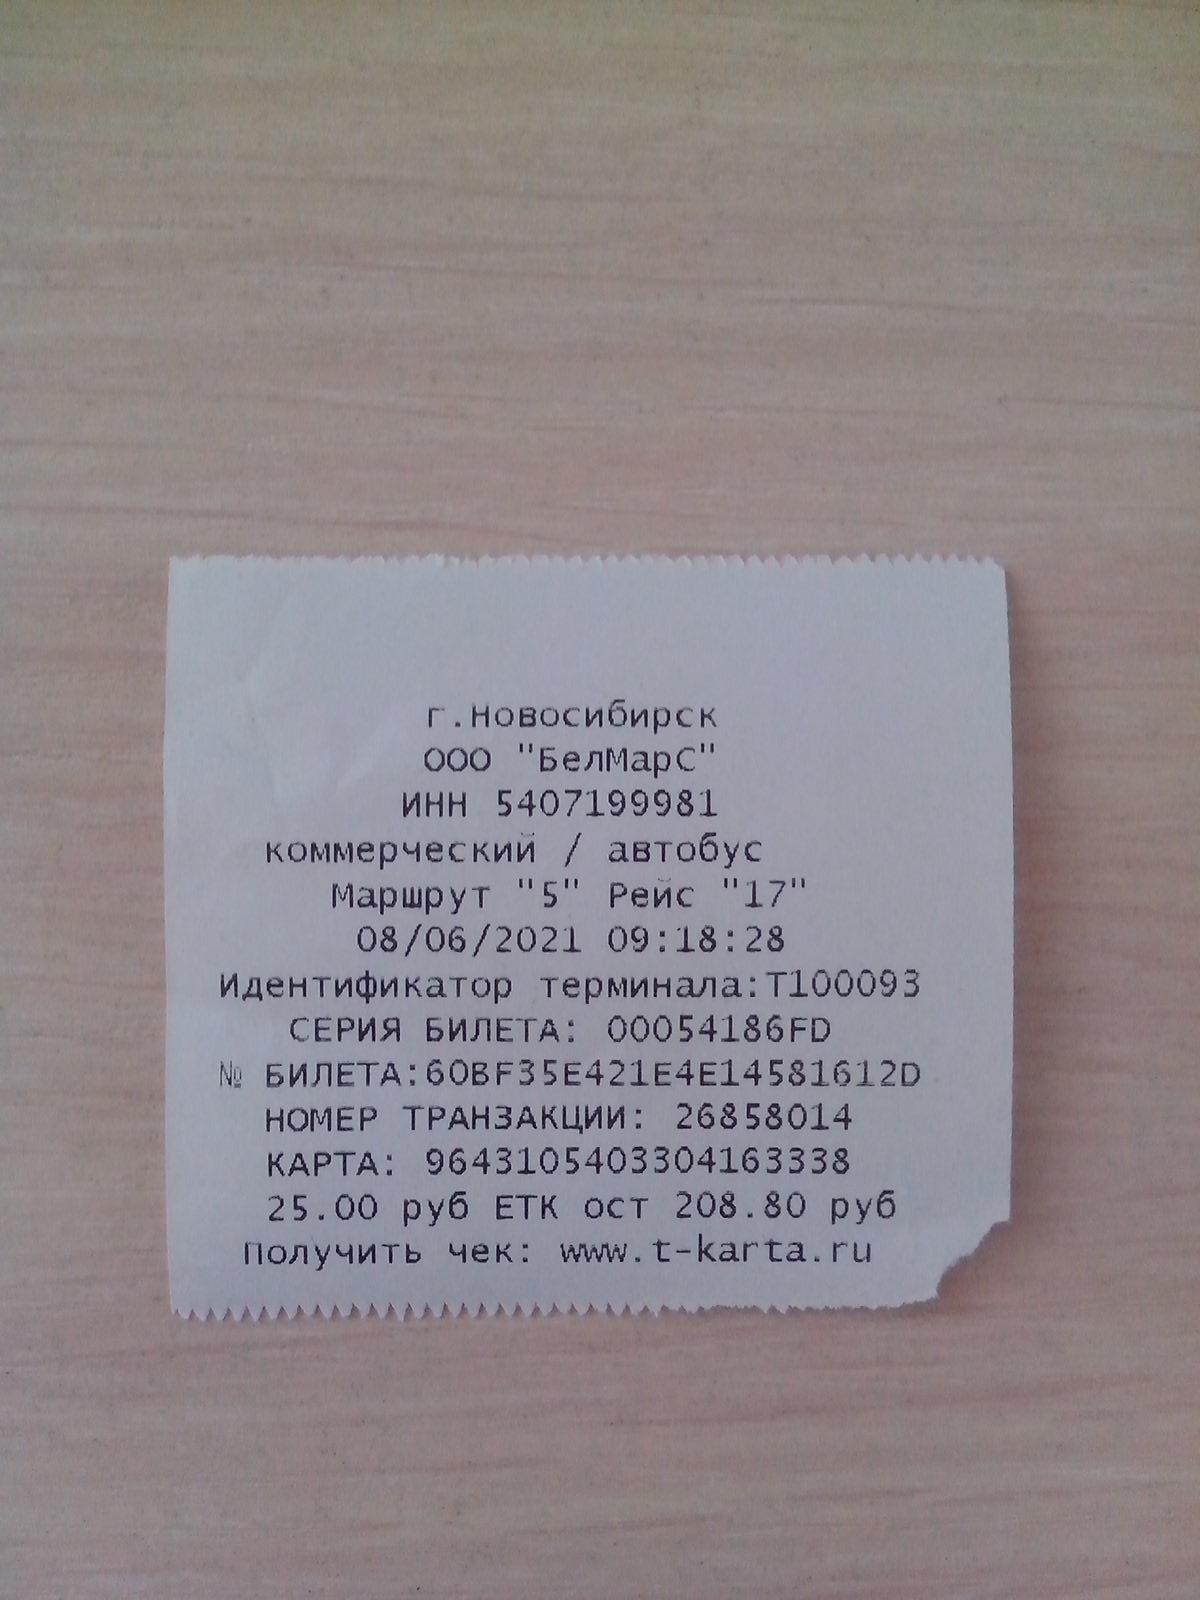 г.Новосибирск
ООО "БелМарС"
ИНН 5407199981
коммерческий / автобус
Маршрут "5" Рейс "17"
08/06/2021 09:18:28
Идентификатор терминала:T100093
СЕРИЯ БИЛЕТА: 00054186FD
№ БИЛЕТА:60BF35E421E4E14581612D
НОМЕР ТРАНЗАКЦИИ: 26858014
КАРТА: 9643105403304163338
25.00 руб ЕТК ост 208.80 руб
Получить чек: www.t-karta.ru